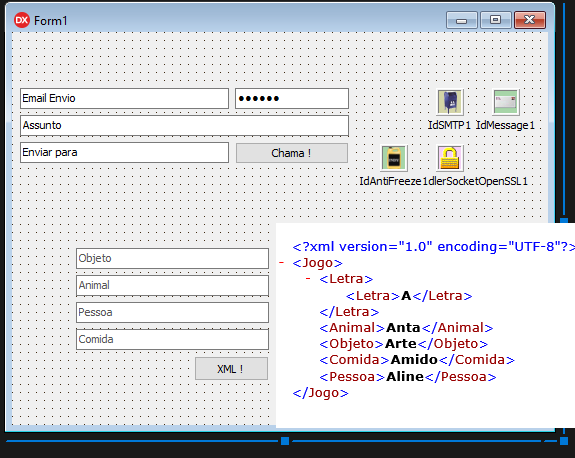 DX Form1
Email Envio ••••••
Assunto
IdSMTP1 IdMessage1
Enviar para Chama !
IdAntiFreeze1 dlerSocketOpenSSL1
Objeto
Animal
Pessoa
Comida
XML !
<?xml version="1.0" encoding="UTF-8"?>
- <Jogo>
- <Letra>
<Letra>A</Letra>
</Letra>
<Animal>Anta</Animal>
<Objeto>Arte</Objeto>
<Comida>Amido</Comida>
<Pessoa>Aline</Pessoa>
</Jogo>